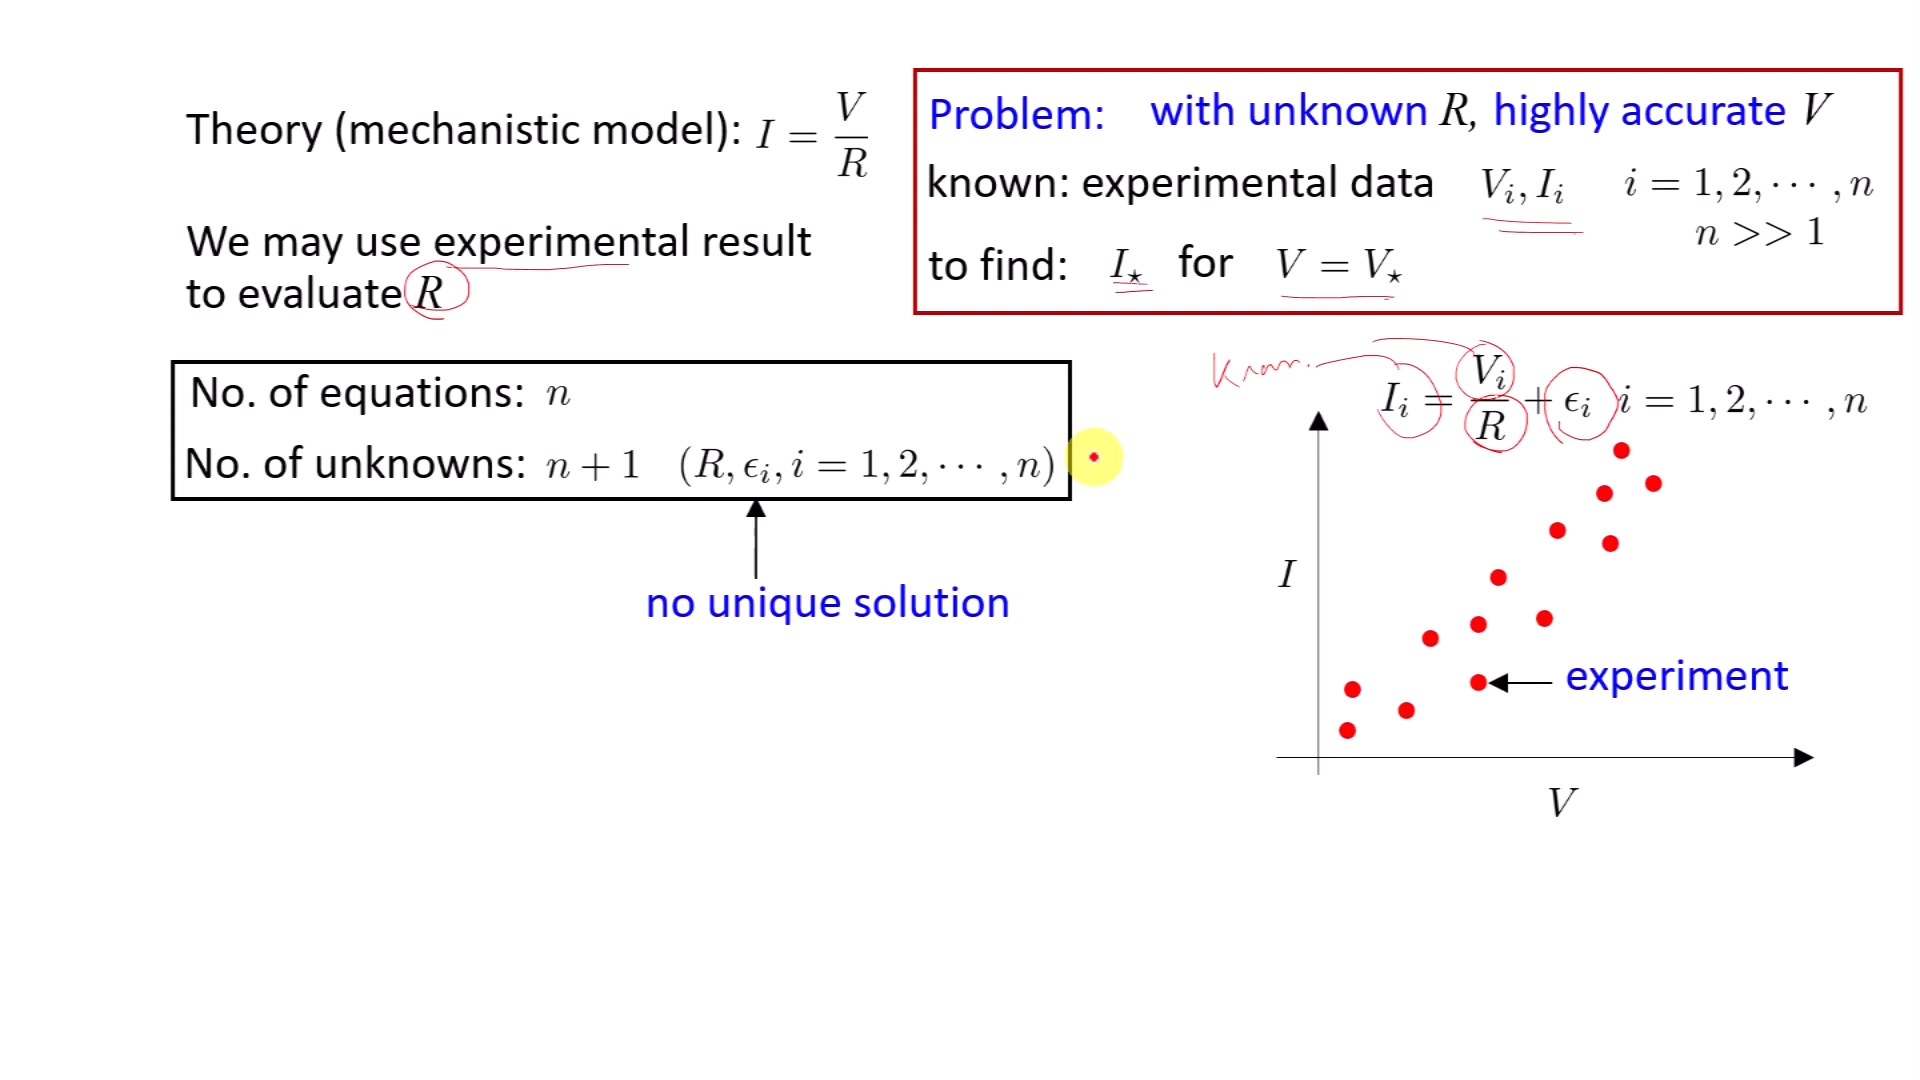 Theory (mechanistic model): I = V/R
We may use experimental result
to evaluate R
Problem: with unknown R, highly accurate V
known: experimental data V_i, I_i i = 1, 2, ⋯ , n
n >> 1
to find: I_⋆ for V = V_⋆
No. of equations: n
No. of unknowns: n + 1 (R, ϵ_i, i = 1, 2, ⋯ , n)
no unique solution
I_i = V_i/R + ϵ_i i = 1, 2, ⋯ , n
I
experiment
V